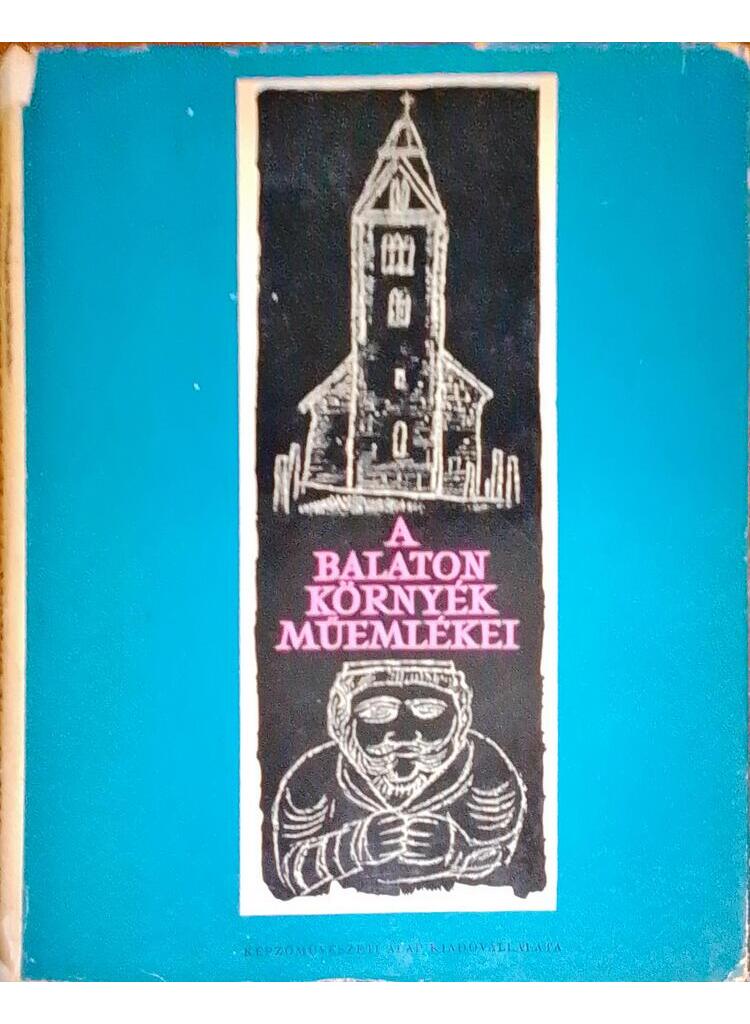 A
BALATON
KÖRNYÉK
MŰEMLÉKEI
KÉPZŐMŰVÉSZETI ALAP KIADÓVÁLLALATA